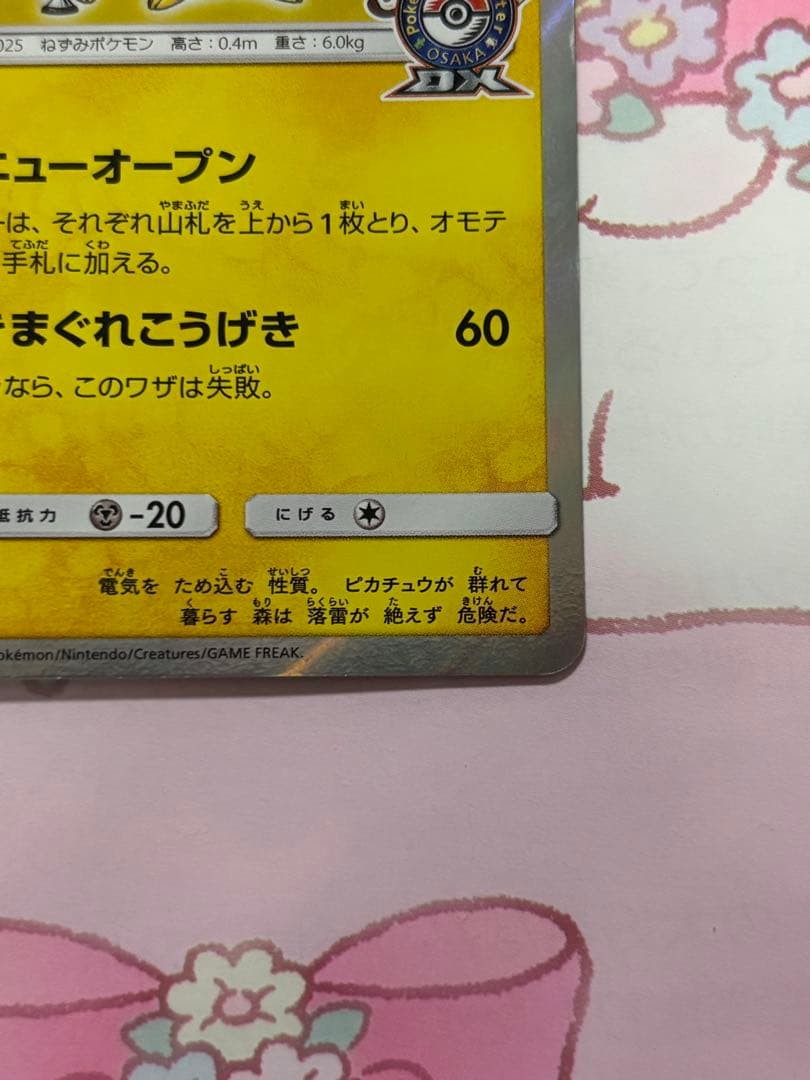 025 ねずみポケモン 高さ：0.4m 重さ：6.0kg
OSAKA
DX
ニューオープン
は、それぞれ山札を上から1枚とり、オモテ
手札に加える。
まぐれこうげき 60
なら、このワザは失敗。
抵抗力 -20 にげる
電気を ため込む 性質。 ピカチュウが 群れて
暮らす 森は 落雷が 絶えず 危険だ。
okémon/Nintendo/Creatures/GAME FREAK.